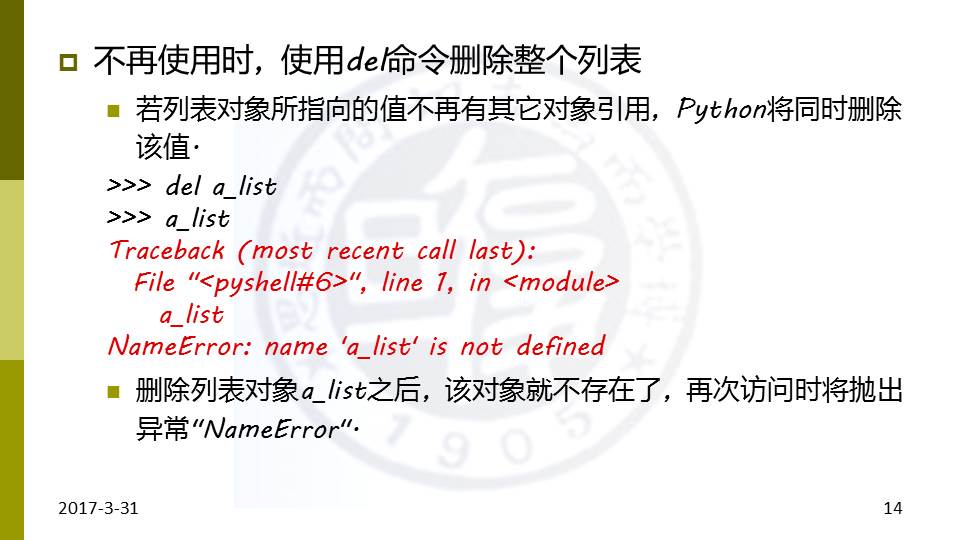 不再使用时，使用del命令删除整个列表
若列表对象所指向的值不再有其它对象引用，Python将同时删除
该值.
>>> del a_list
>>> a_list
Traceback (most recent call last):
File "<pyshell#6>", line 1, in <module>
a_list
NameError: name 'a_list' is not defined
删除列表对象a_list之后，该对象就不存在了，再次访问时将抛出
异常"NameError".
1905
2017-3-31
14